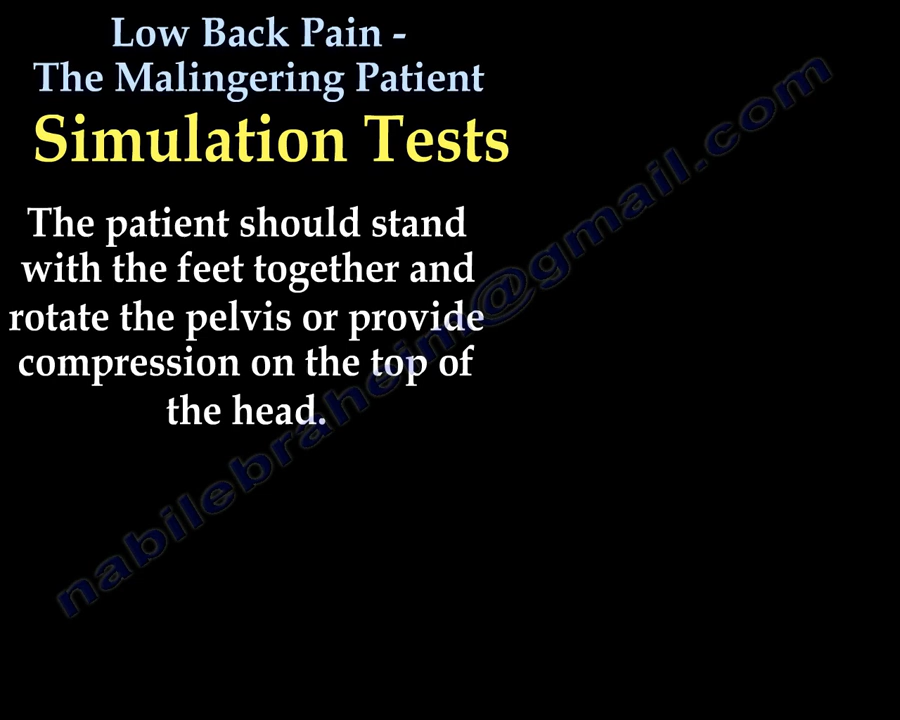 Low Back Pain -
The Malingering Patient
Simulation Tests
The patient should stand
with the feet together and
rotate the pelvis or provide
compression on the top of
the head.
nabilebraheim@gmail.com